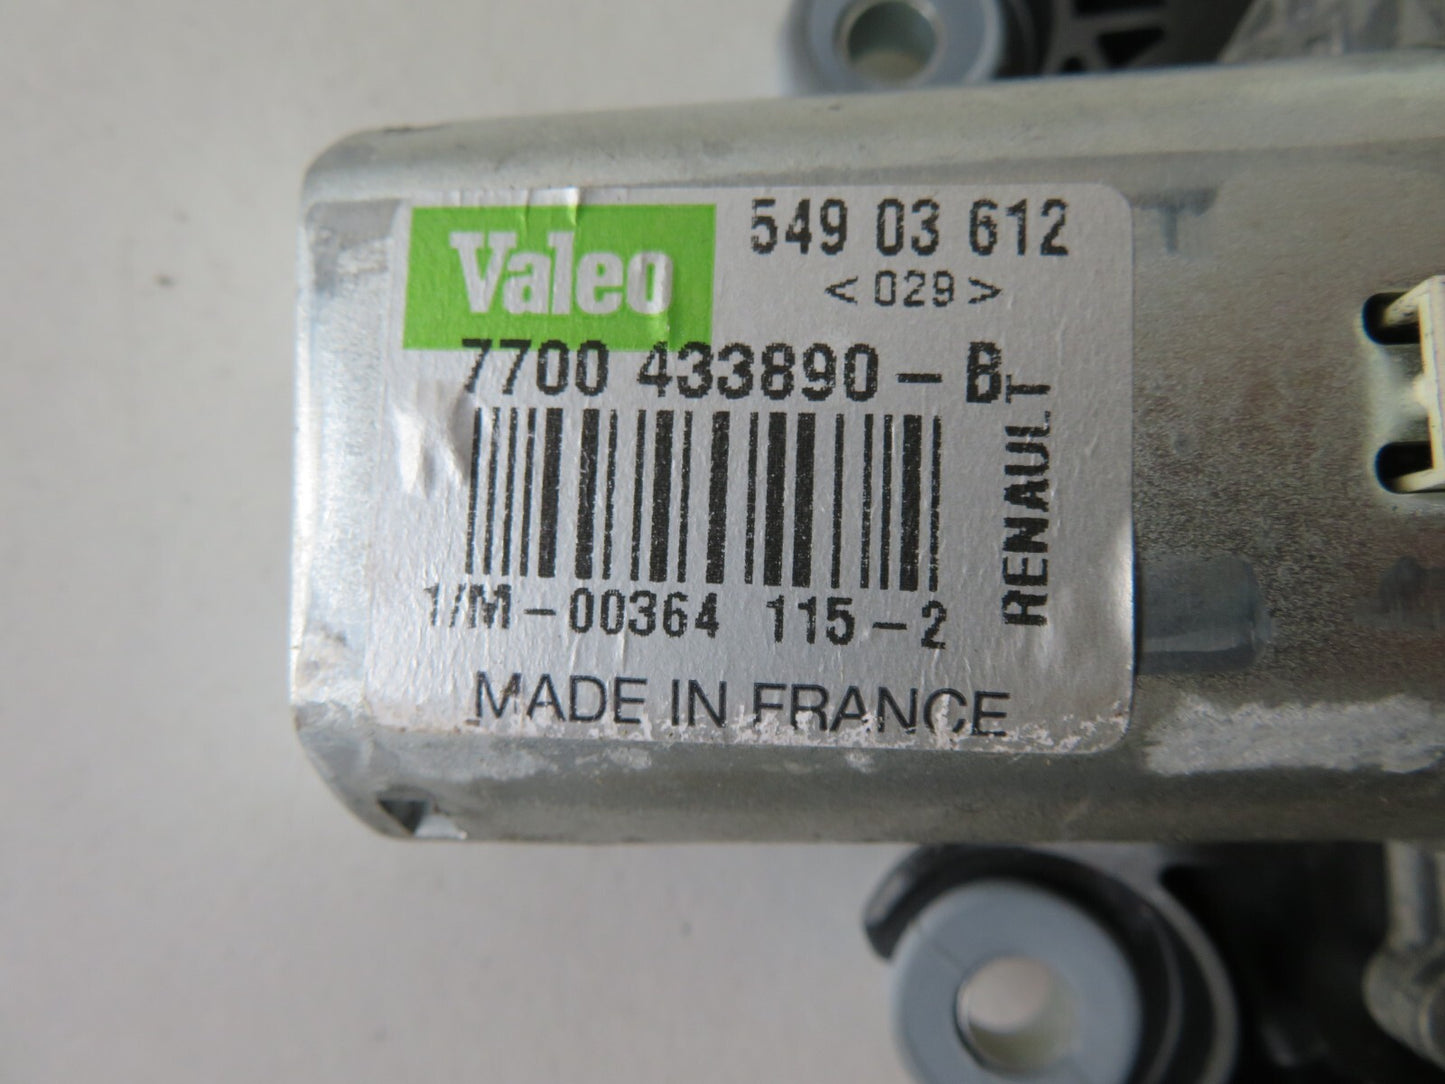 Valeo
549 03 612
<029>
7700 433890-B
RENAULT
1/M-00364 115-2
MADE IN FRANCE